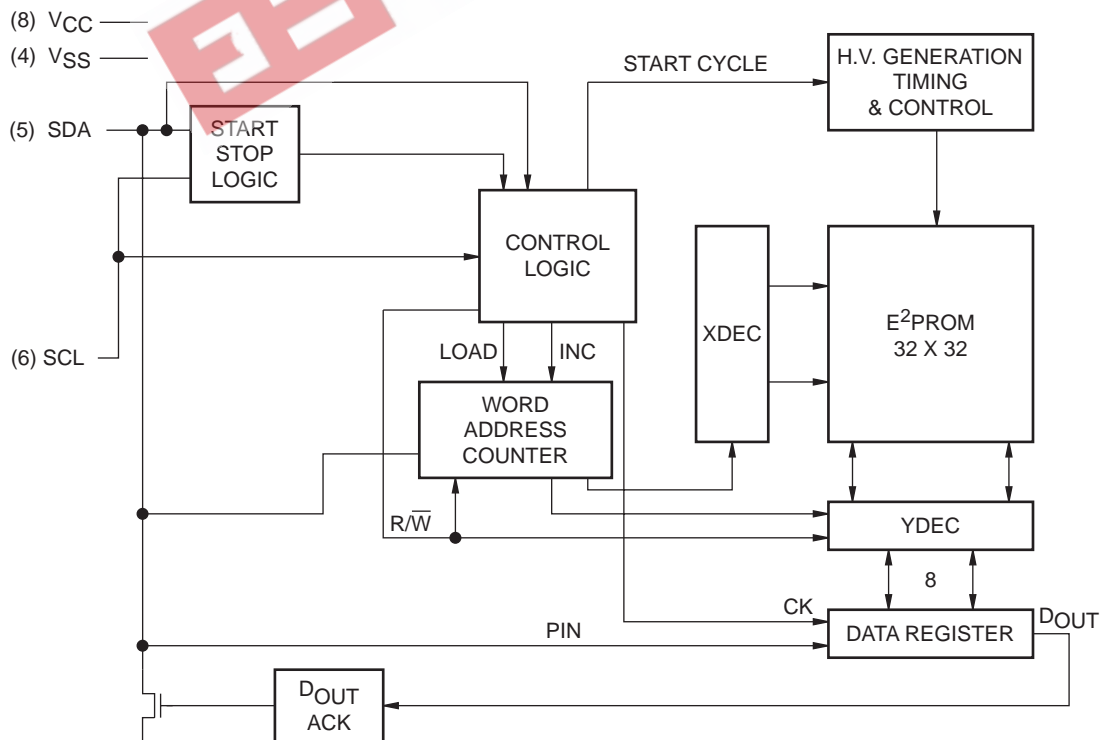 (8) VCC
(4) VSS
(5) SDA
START
STOP
LOGIC
START CYCLE
H.V. GENERATION
TIMING
& CONTROL
CONTROL
LOGIC
(6) SCL
LOAD
INC
XDEC
E²PROM
32 X 32
WORD
ADDRESS
COUNTER
R/W̅
YDEC
8
CK
PIN
DATA REGISTER
DOUT
DOUT
ACK